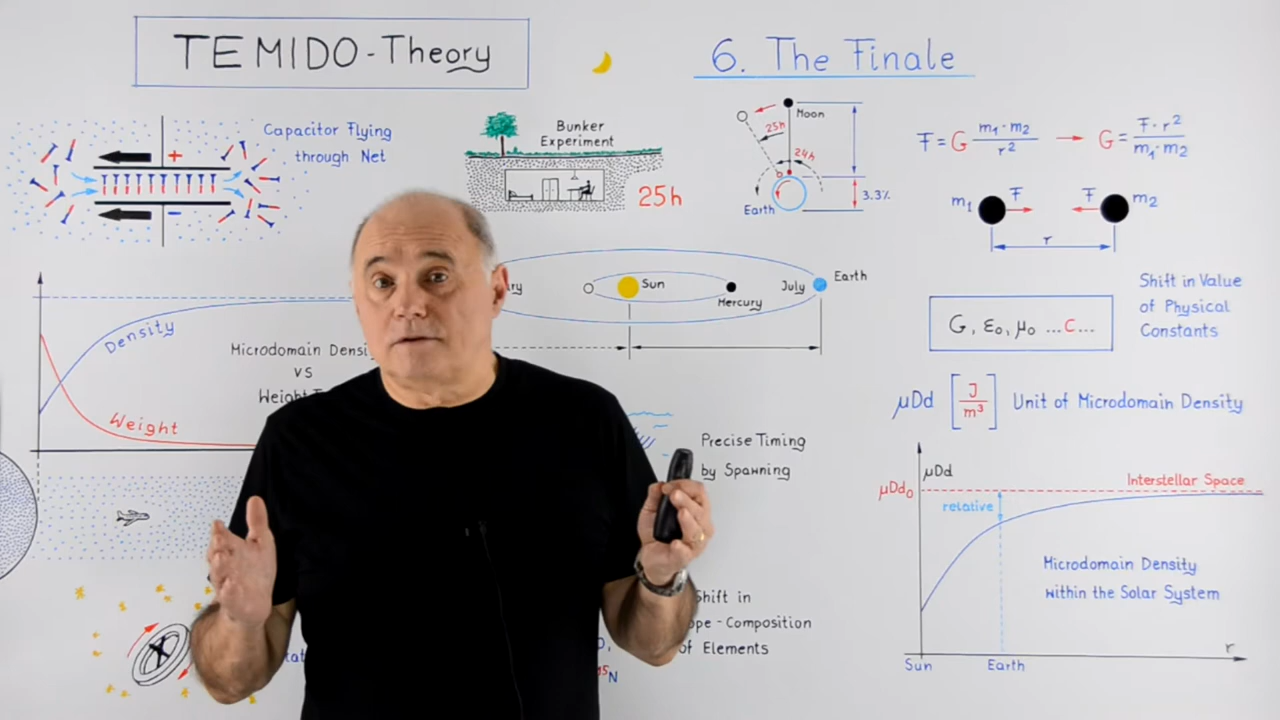 TEMIDO-Theory
6. The Finale
Capacitor Flying
through Net
+
-
Bunker
Experiment
25h
Moon
25h
24h
Earth
3.3%
F = G m₁·m₂ / r² → G = F·r² / m₁·m₂
m₁ F F m₂
r
Density
Weight
Microdomain
VS
Sun
Mercury
July
Earth
Shift in Value
of Physical
Constants
G, ε₀, μ₀ ...c...
μDd [J/m³] Unit of Microdomain Density
Precise Timing
by Spawning
μDd
μDd₀
Interstellar Space
relative
Microdomain Density
within the Solar System
Sun
Earth
r
X
Shift in
- Composition
of Elements
¹⁵N